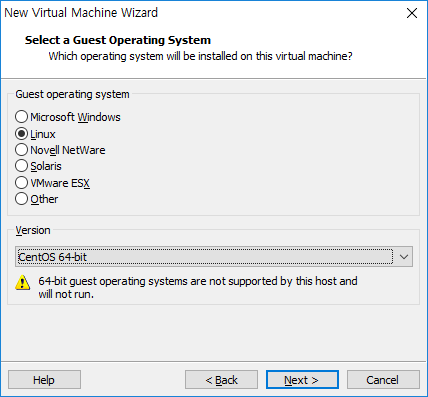 New Virtual Machine Wizard
Select a Guest Operating System
Which operating system will be installed on this virtual machine?
Guest operating system
Microsoft Windows
Linux
Novell NetWare
Solaris
VMware ESX
Other
Version
CentOS 64-bit
64-bit guest operating systems are not supported by this host and
will not run.
Help
< Back
Next >
Cancel